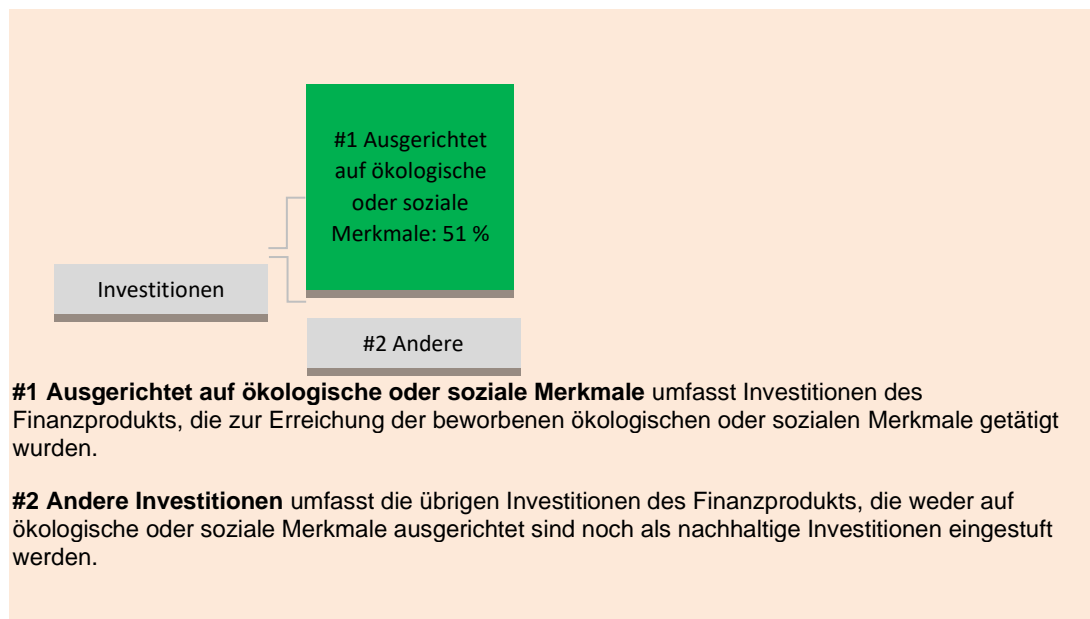 #1 Ausgerichtet
auf ökologische
oder soziale
Merkmale: 51 %
Investitionen
#2 Andere
#1 Ausgerichtet auf ökologische oder soziale Merkmale umfasst Investitionen des
Finanzprodukts, die zur Erreichung der beworbenen ökologischen oder sozialen Merkmale getätigt
wurden.
#2 Andere Investitionen umfasst die übrigen Investitionen des Finanzprodukts, die weder auf
ökologische oder soziale Merkmale ausgerichtet sind noch als nachhaltige Investitionen eingestuft
werden.